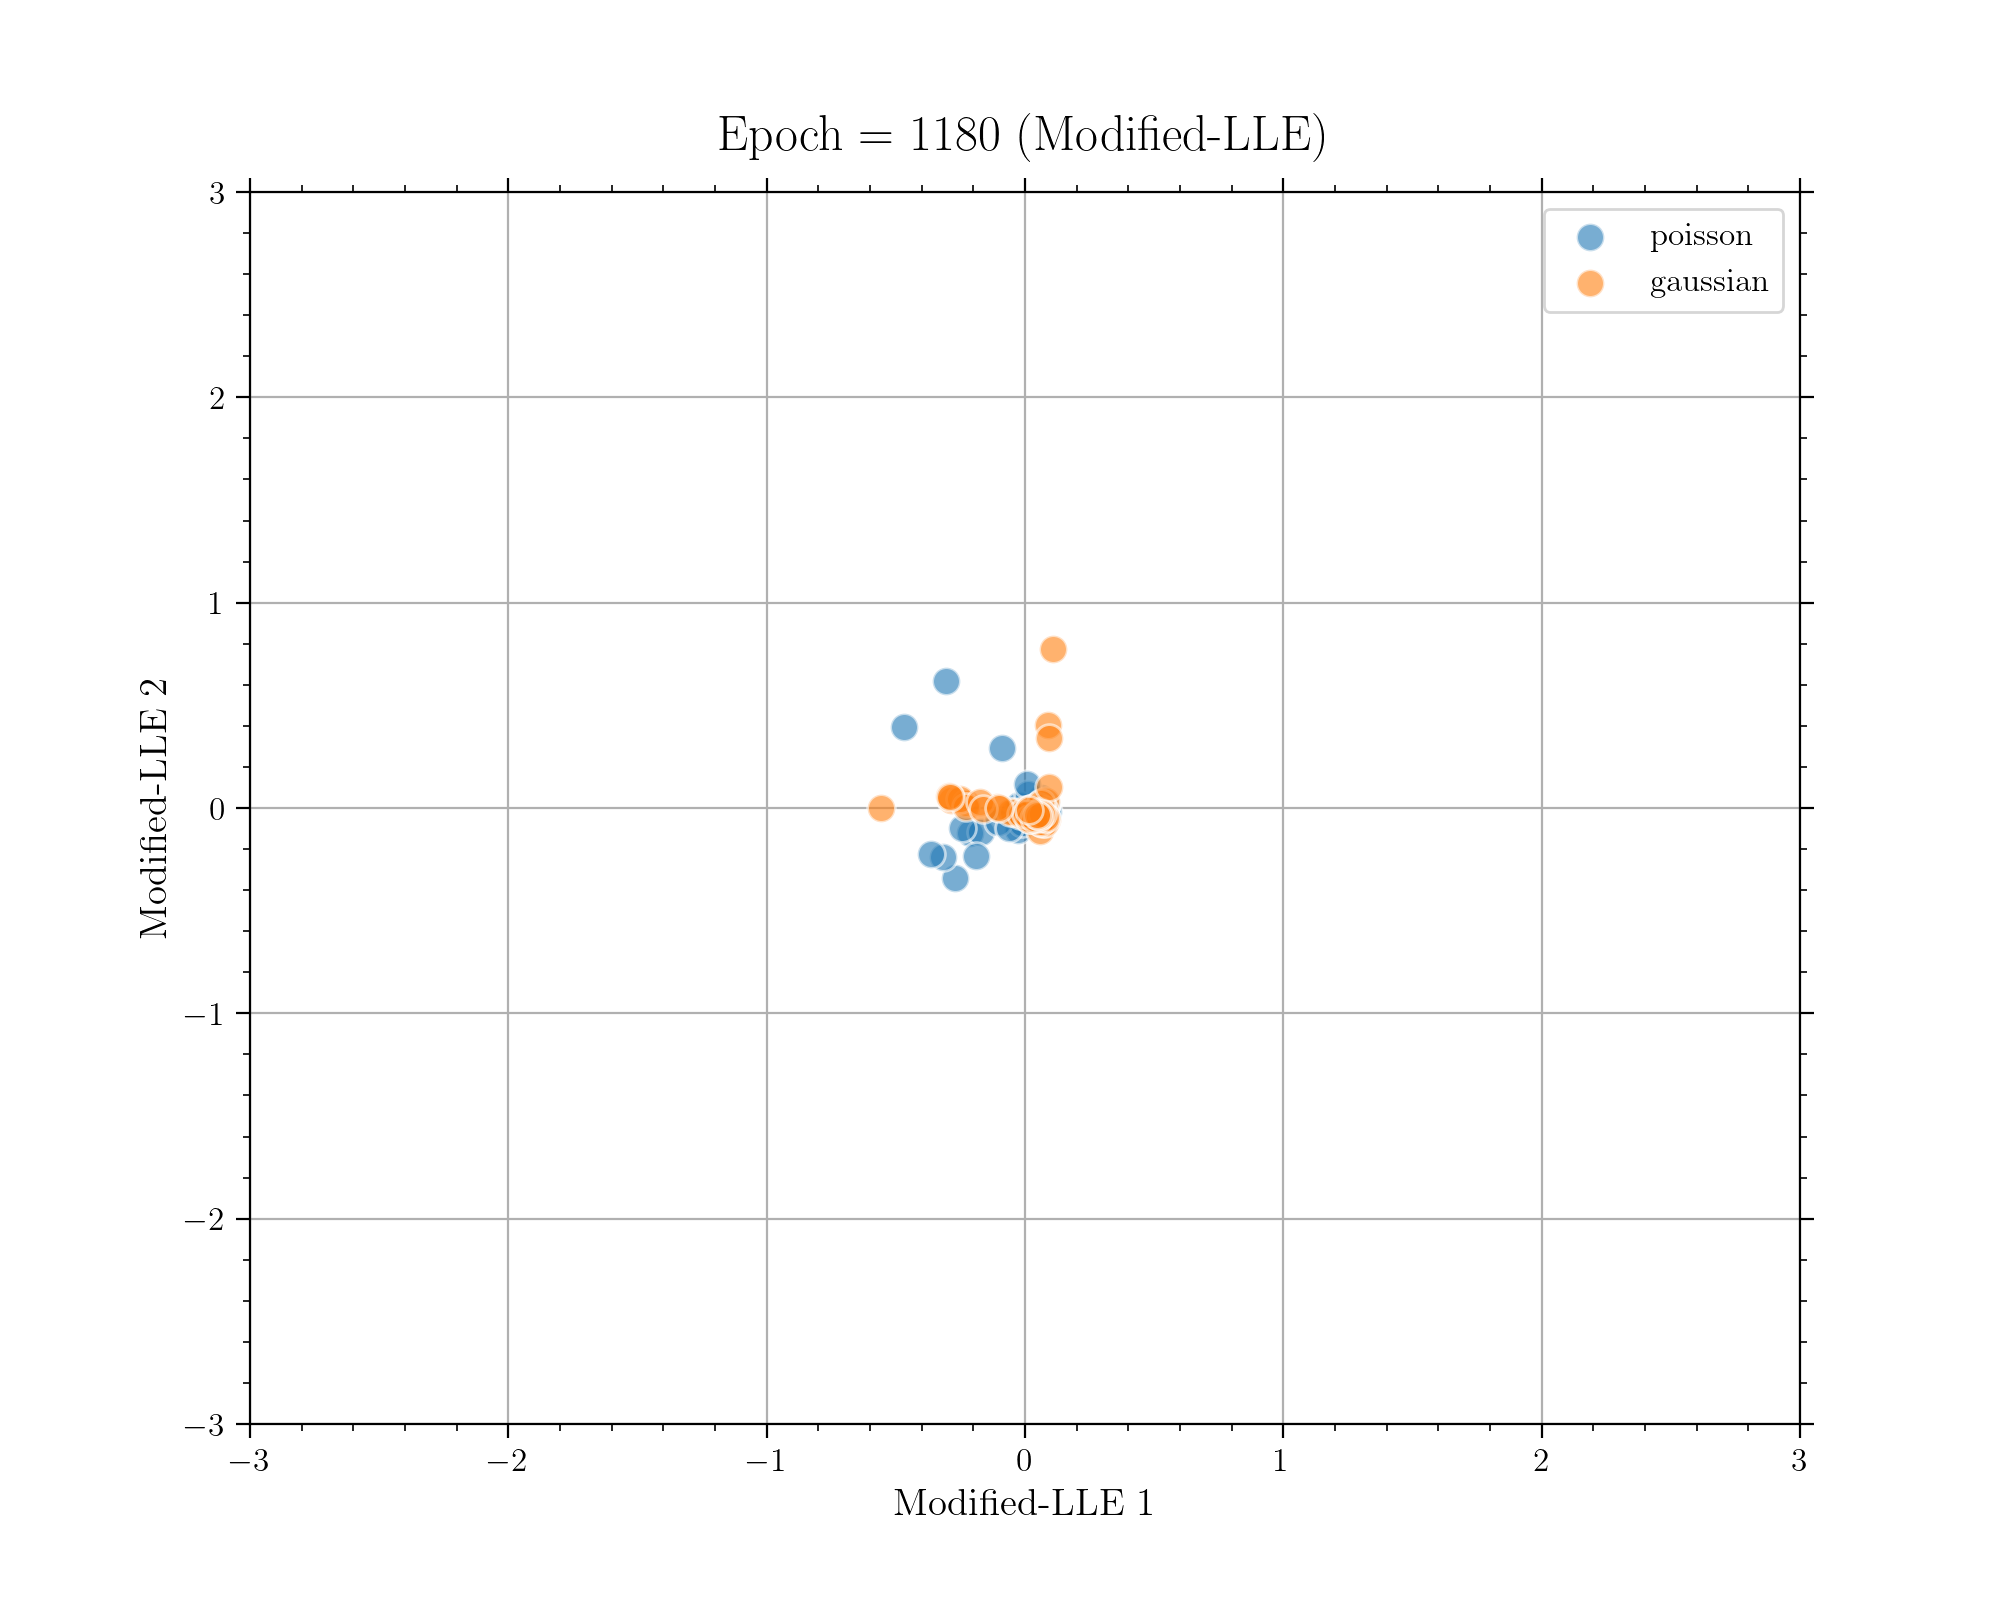 Epoch = 1180 (Modified-LLE)
poisson
gaussian
3
2
1
0
−1
−2
−3
Modified-LLE 2
−3
−2
−1
0
1
2
3
Modified-LLE 1